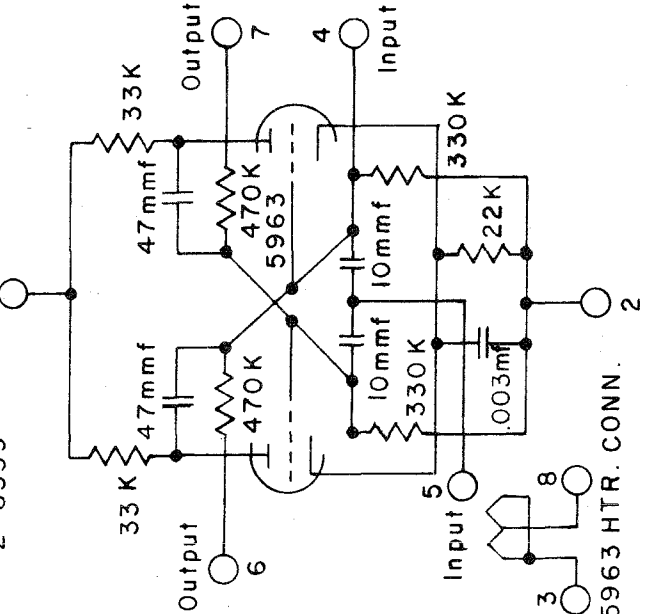 Output
7
33K
47mmf
470K
5963
4
Input
330K
10mmf
22K
47mmf
470K
33K
Output
6
10mmf
330K
.003mf
2
5
Input
3
8
5963 HTR. CONN.